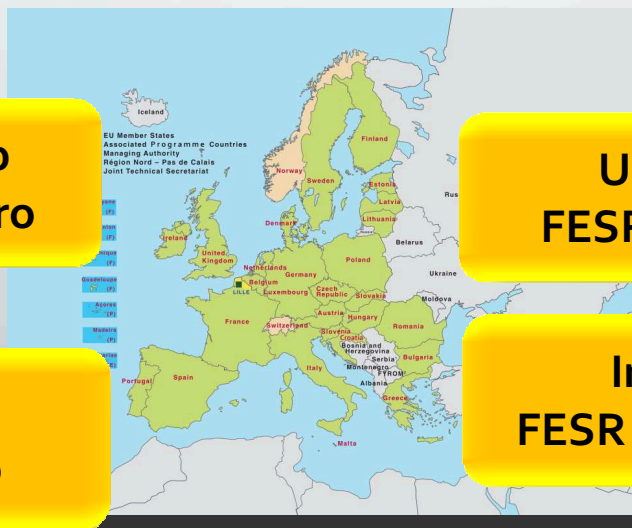 Iceland
EU Member States
Associated Programme Countries
Managing Authority
Région Nord – Pas de Calais
Joint Technical Secretariat
ro
FESR
FESR
Norway
Sweden
Finland
Estonia
Latvia
Lithuania
Denmark
Ireland
United
Kingdom
Netherlands
Belgium
LILLE
Luxembourg
Germany
Poland
Belarus
Rus
Ukraine
Moldova
Czech
Republic
Slovakia
France
Switzerland
Austria
Hungary
Slovenia
Croatia
Romania
Bosnia and
Herzegovina
Serbia
Montenegro
FYROM
Albania
Bulgaria
Italy
Greece
Portugal
Spain
Malta
(F)
(F)
(F)
Guadeloupe
(F)
Açores
(P)
Madeira
(P)